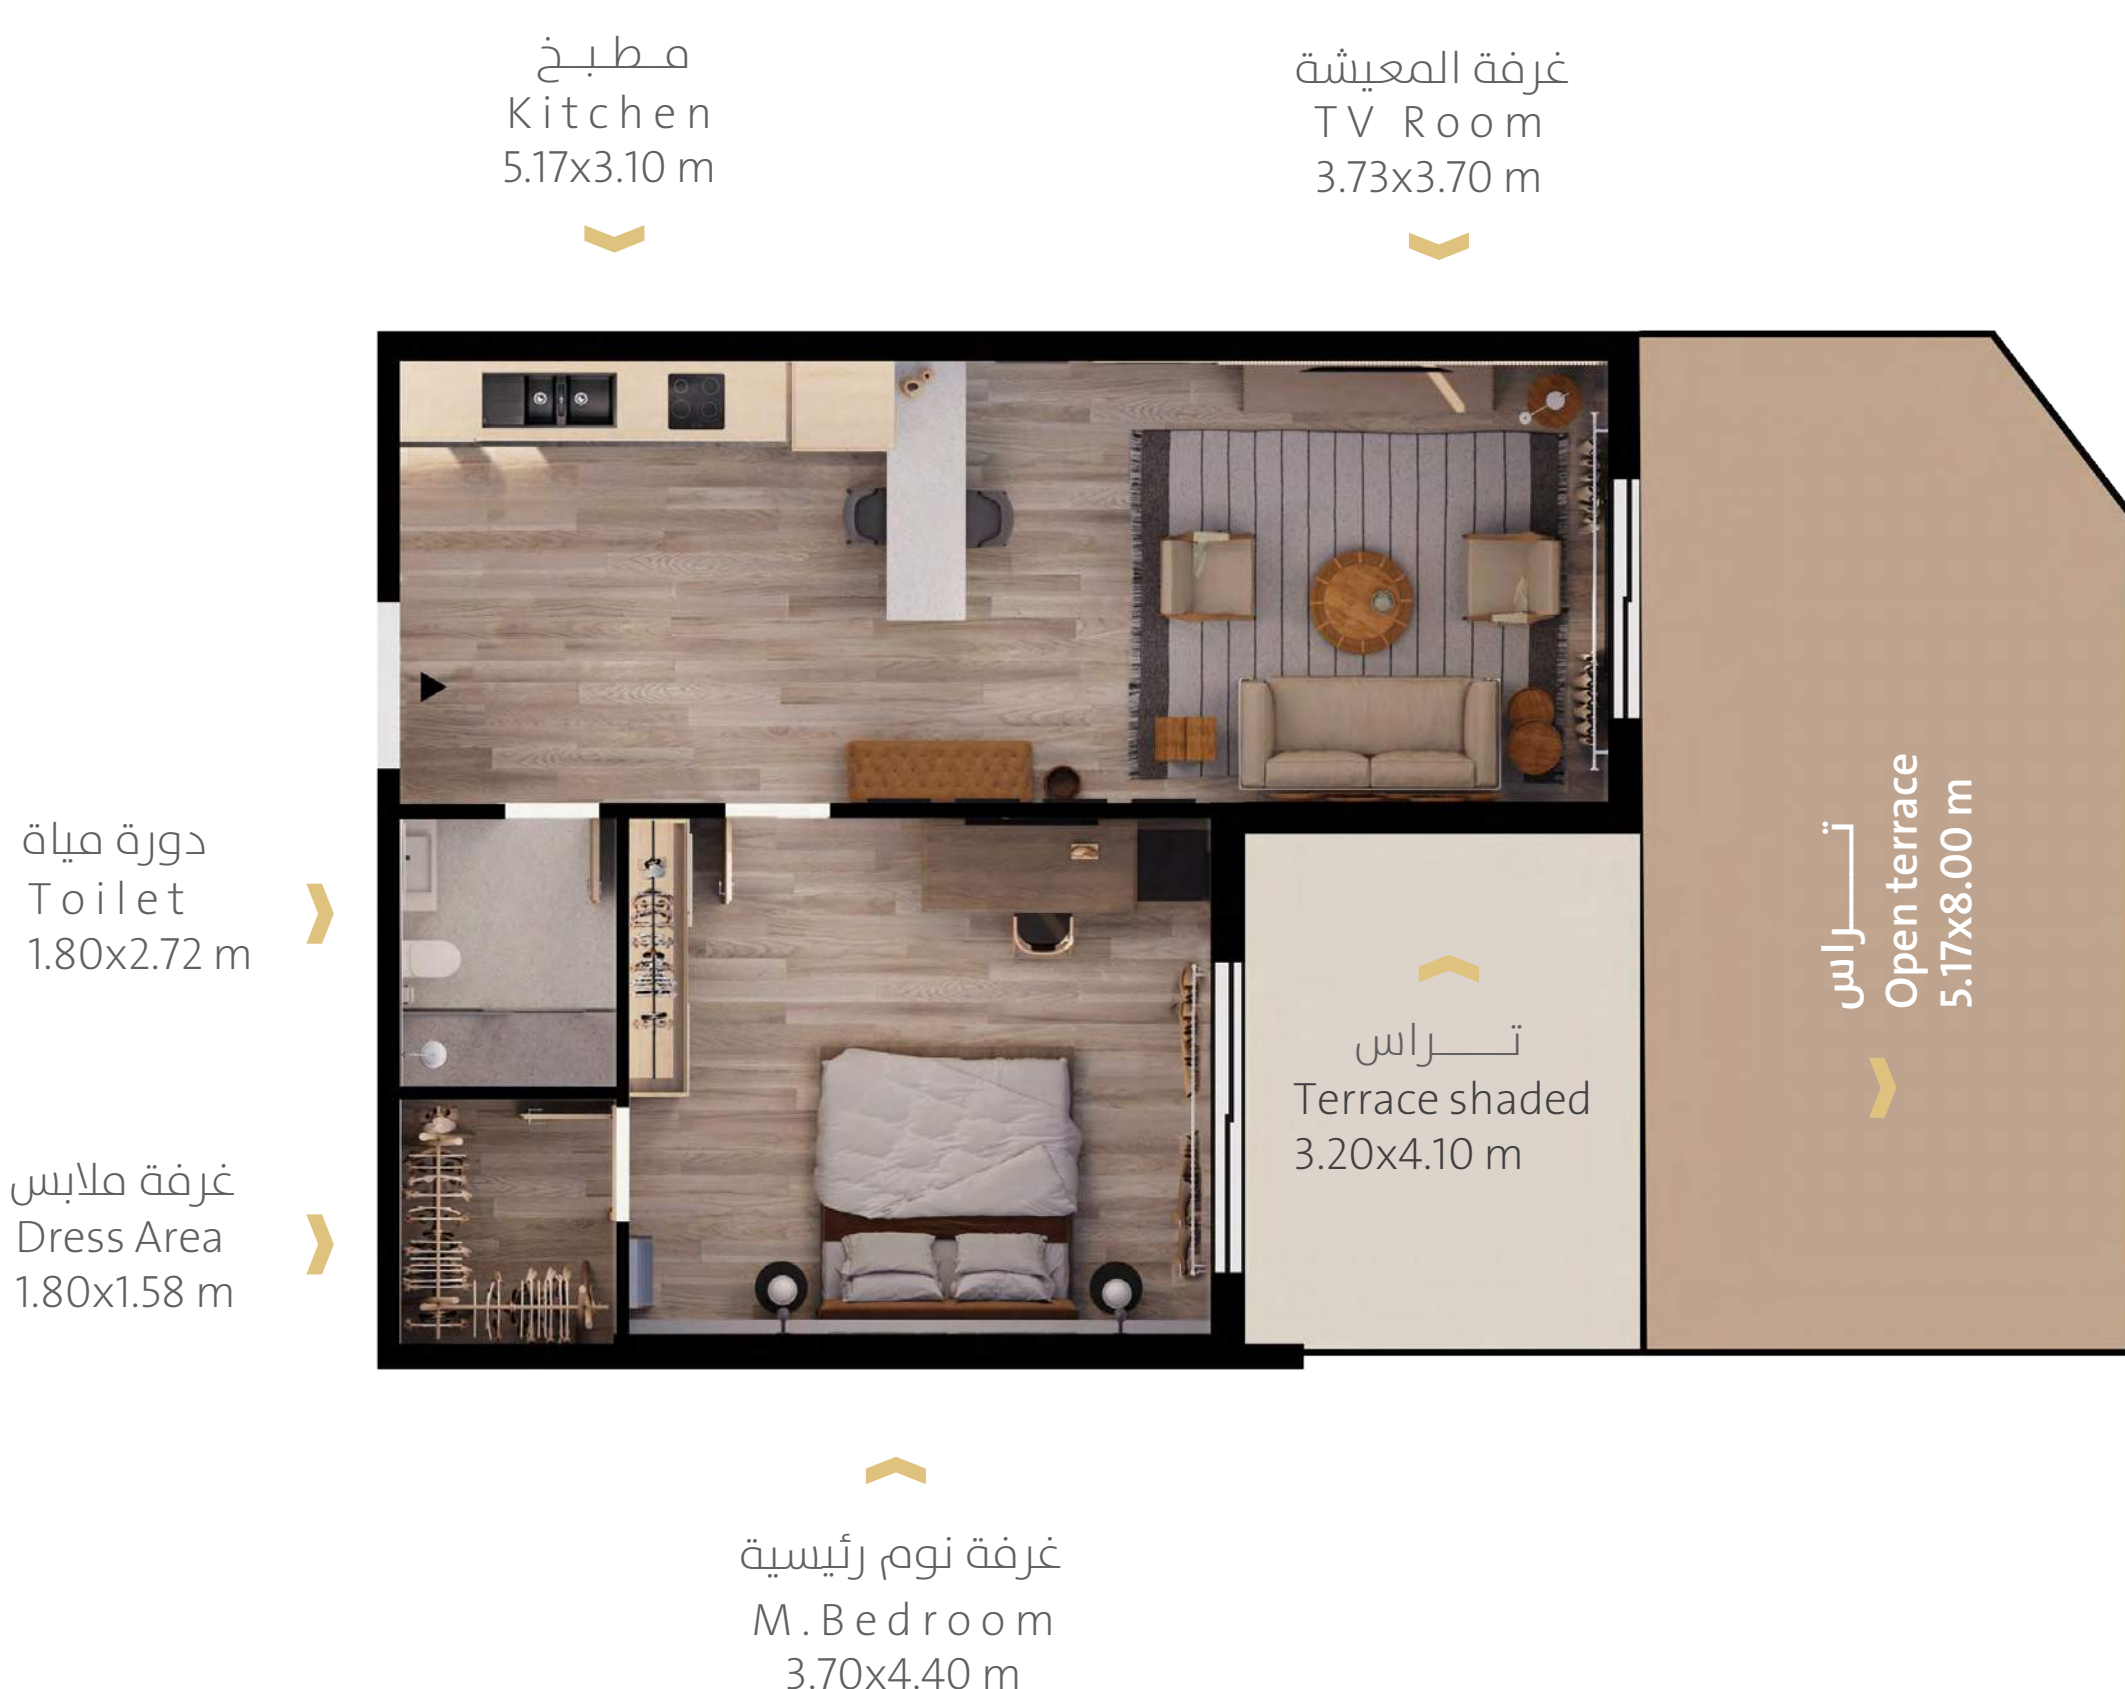 مطبخ
Kitchen
5.17x3.10 m
غرفة المعيشة
TV Room
3.73x3.70 m
دورة مياة
Toilet
1.80x2.72 m
غرفة ملابس
Dress Area
1.80x1.58 m
تراس
Terrace shaded
3.20x4.10 m
تراس
Open terrace
5.17x8.00 m
غرفة نوم رئيسية
M.Bedroom
3.70x4.40 m